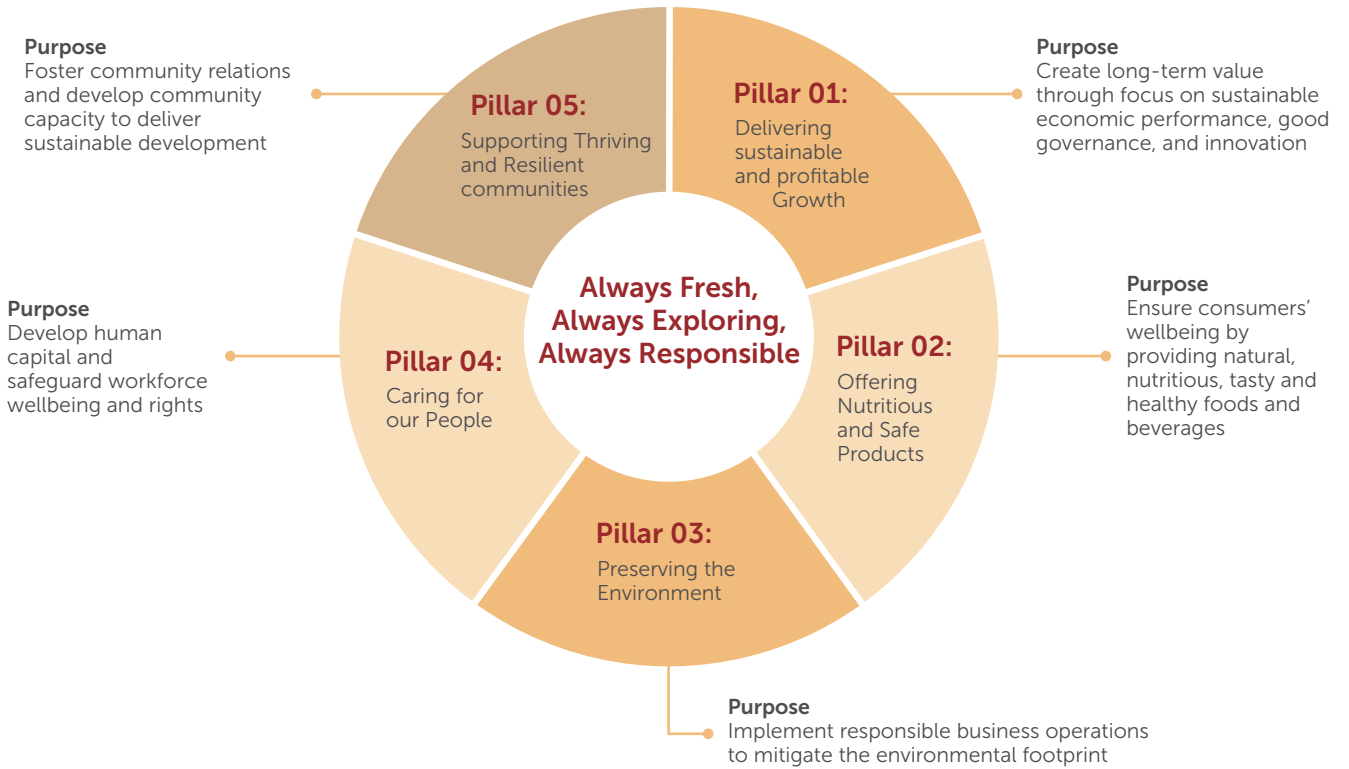 Always Fresh,
Always Exploring,
Always Responsible
Pillar 01:
Delivering
sustainable
and profitable
Growth
Purpose
Create long-term value
through focus on sustainable
economic performance, good
governance, and innovation
Pillar 02:
Offering
Nutritious
and Safe
Products
Purpose
Ensure consumers’
wellbeing by
providing natural,
nutritious, tasty and
healthy foods and
beverages
Pillar 03:
Preserving the
Environment
Purpose
Implement responsible business operations
to mitigate the environmental footprint
Pillar 04:
Caring for
our People
Purpose
Develop human
capital and
safeguard workforce
wellbeing and rights
Pillar 05:
Supporting Thriving
and Resilient
communities
Purpose
Foster community relations
and develop community
capacity to deliver
sustainable development